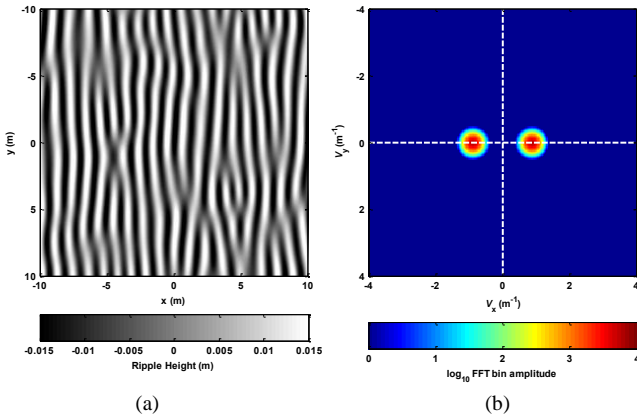 -10
-5
0
5
10
y (m)
-10 -5 0 5 10
x (m)
-0.015 -0.01 -0.005 0 0.005 0.01 0.015
Ripple Height (m)
(a)
-4
-2
0
2
4
Vy (m-1)
-4 -2 0 2 4
Vx (m-1)
0 1 2 3 4
log10 FFT bin amplitude
(b)